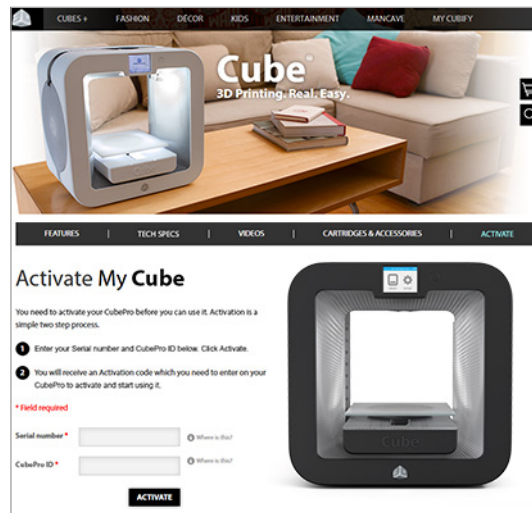 CUBES +
FASHION
DÉCOR
KIDS
ENTERTAINMENT
MANCAVE
MY CUBIFY
Cube®
3D Printing. Real. Easy.
FEATURES | TECH SPECS | VIDEOS | CARTRIDGES & ACCESSORIES | ACTIVATE
Activate My Cube
You need to activate your CubePro before you can use it. Activation is a
simple two step process.
1 Enter your Serial number and CubePro ID below. Click Activate.
2 You will receive an Activation code which you need to enter on your
CubePro to activate and start using it.
* Field required
Serial number *
Where is this?
CubePro ID *
Where is this?
ACTIVATE
Cube